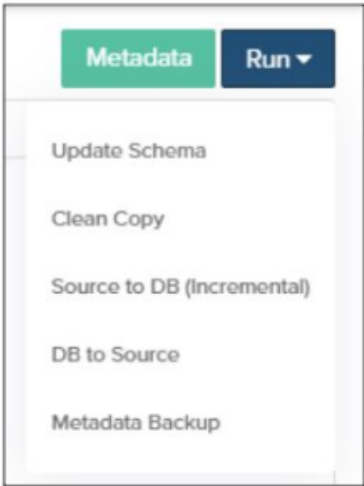 Metadata
Run
Update Schema
Clean Copy
Source to DB (Incremental)
DB to Source
Metadata Backup